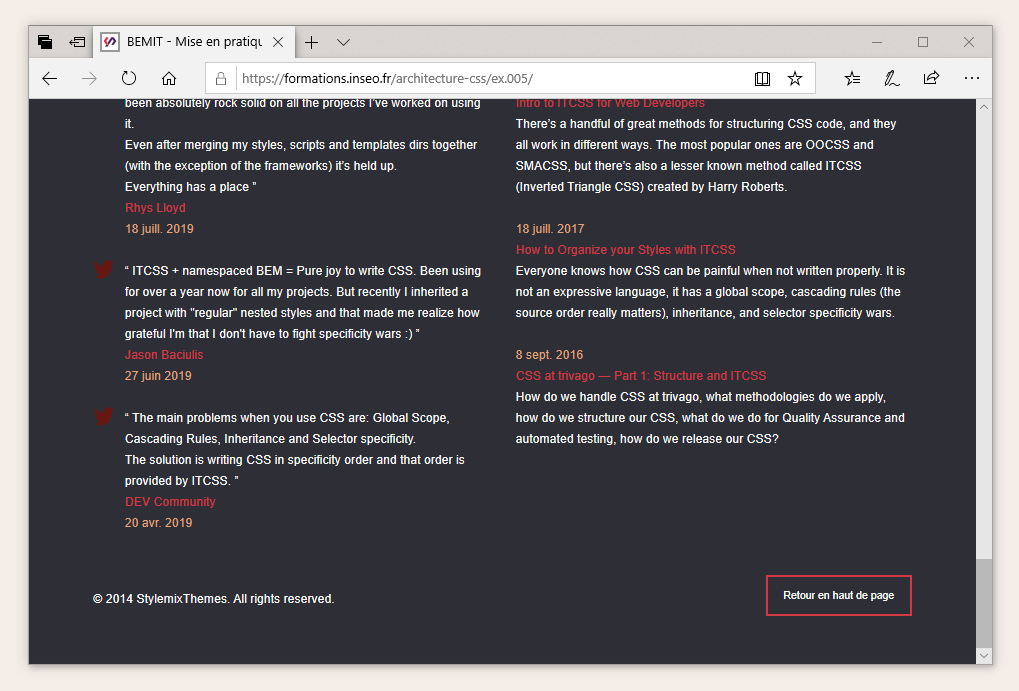 BEMIT - Mise en pratiqu
https://formations.inseo.fr/architecture-css/ex.005/
been absolutely rock solid on all the projects I've worked on using
it.
Even after merging my styles, scripts and templates dirs together
(with the exception of the frameworks) it's held up.
Everything has a place ”
Rhys Lloyd
18 juill. 2019
“ ITCSS + namespaced BEM = Pure joy to write CSS. Been using
for over a year now for all my projects. But recently I inherited a
project with "regular" nested styles and that made me realize how
grateful I'm that I don't have to fight specificity wars :) ”
Jason Baciulis
27 juin 2019
“ The main problems when you use CSS are: Global Scope,
Cascading Rules, Inheritance and Selector specificity.
The solution is writing CSS in specificity order and that order is
provided by ITCSS. ”
DEV Community
20 avr. 2019
Intro to ITCSS for Web Developers
There's a handful of great methods for structuring CSS code, and they
all work in different ways. The most popular ones are OOCSS and
SMACSS, but there's also a lesser known method called ITCSS
(Inverted Triangle CSS) created by Harry Roberts.
18 juill. 2017
How to Organize your Styles with ITCSS
Everyone knows how CSS can be painful when not written properly. It is
not an expressive language, it has a global scope, cascading rules (the
source order really matters), inheritance, and selector specificity wars.
8 sept. 2016
CSS at trivago — Part 1: Structure and ITCSS
How do we handle CSS at trivago, what methodologies do we apply,
how do we structure our CSS, what do we do for Quality Assurance and
automated testing, how do we release our CSS?
© 2014 StylemixThemes. All rights reserved.
Retour en haut de page